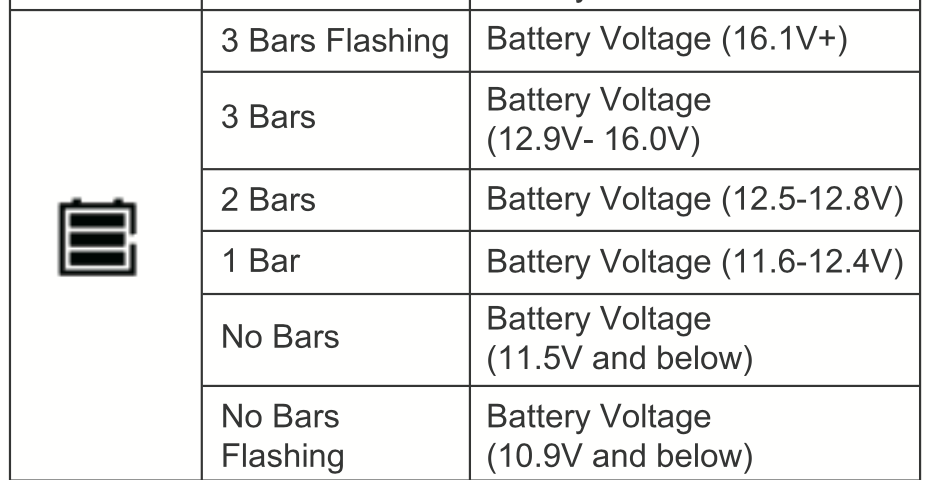 3 Bars Flashing
Battery Voltage (16.1V+)
3 Bars
Battery Voltage
(12.9V- 16.0V)
2 Bars
Battery Voltage (12.5-12.8V)
1 Bar
Battery Voltage (11.6-12.4V)
No Bars
Battery Voltage
(11.5V and below)
No Bars
Flashing
Battery Voltage
(10.9V and below)